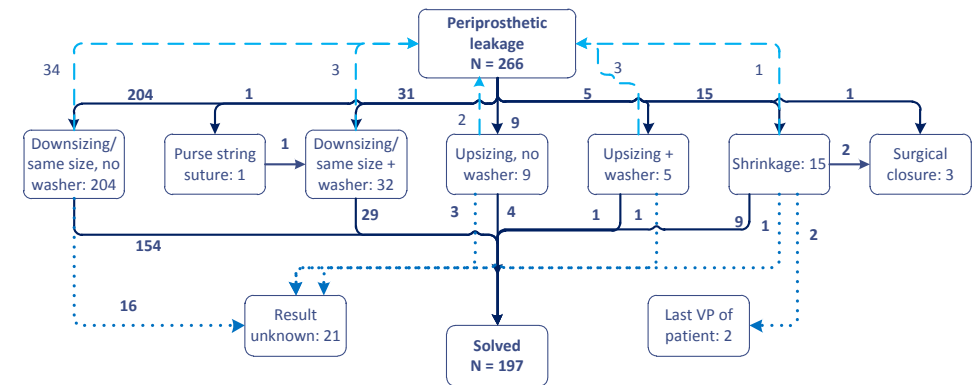 Periprosthetic
leakage
N = 266
34
3
3
1
204
1
31
2
9
5
15
1
Downsizing/
same size, no
washer: 204
Purse string
suture: 1
1
Downsizing/
same size +
washer: 32
Upsizing, no
washer: 9
Upsizing +
washer: 5
Shrinkage: 15
2
Surgical
closure: 3
154
29
3
4
1
1
9
1
2
16
Result
unknown: 21
Solved
N = 197
Last VP of
patient: 2